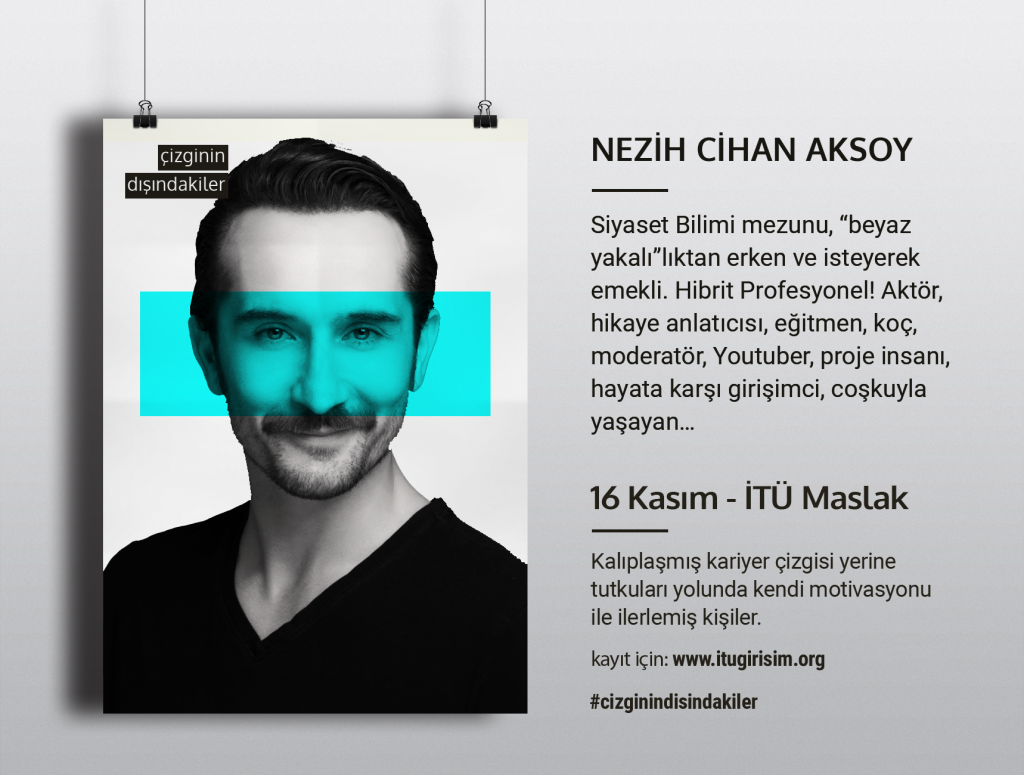 çizginin
dışındakiler
NEZİH CİHAN AKSOY
Siyaset Bilimi mezunu, “beyaz
yakalı”lıktan erken ve isteyerek
emekli. Hibrit Profesyonel! Aktör,
hikaye anlatıcısı, eğitmen, koç,
moderatör, Youtuber, proje insanı,
hayata karşı girişimci, coşkuyla
yaşayan...
16 Kasım - İTÜ Maslak
Kalıplaşmış kariyer çizgisi yerine
tutkuları yolunda kendi motivasyonu
ile ilerlemiş kişiler.
kayıt için: www.itugirisim.org
#cizginindisindakiler